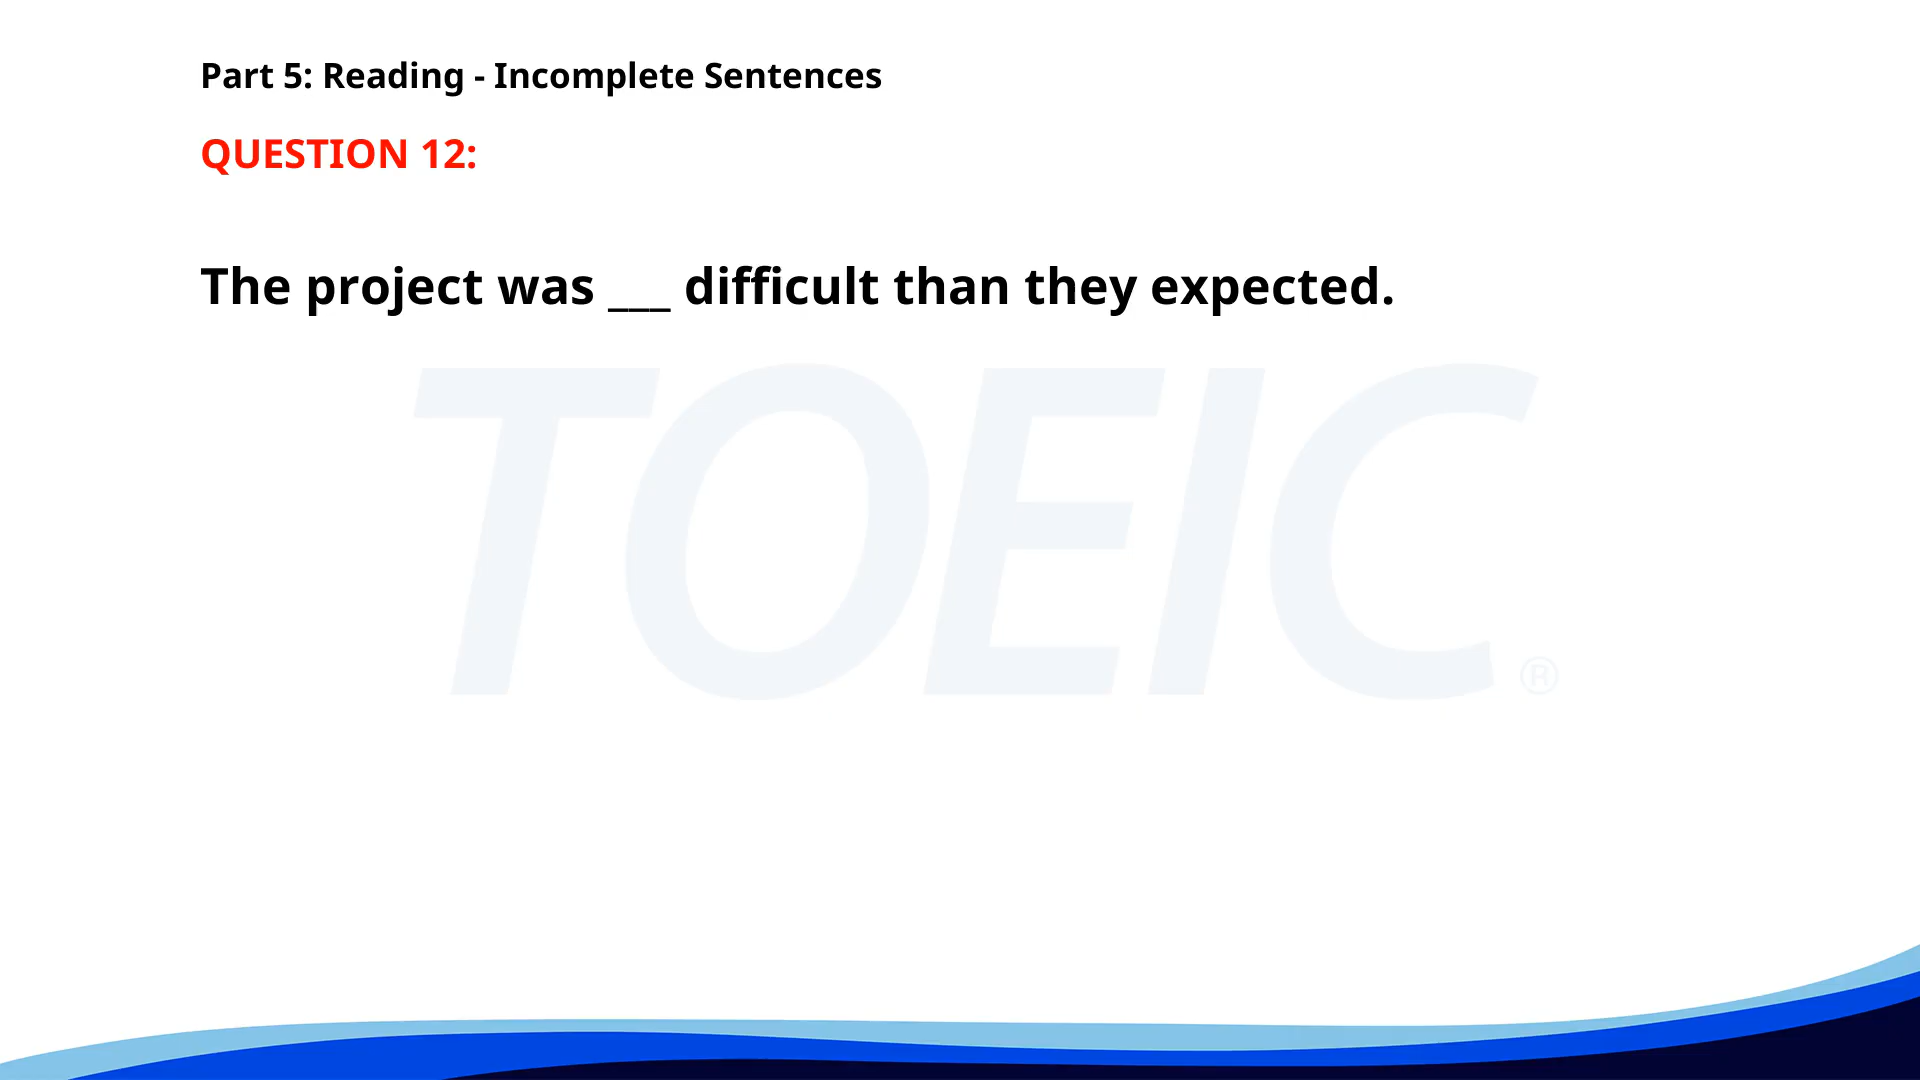 Part 5: Reading - Incomplete Sentences
QUESTION 12:
The project was ___ difficult than they expected.
TOEIC®